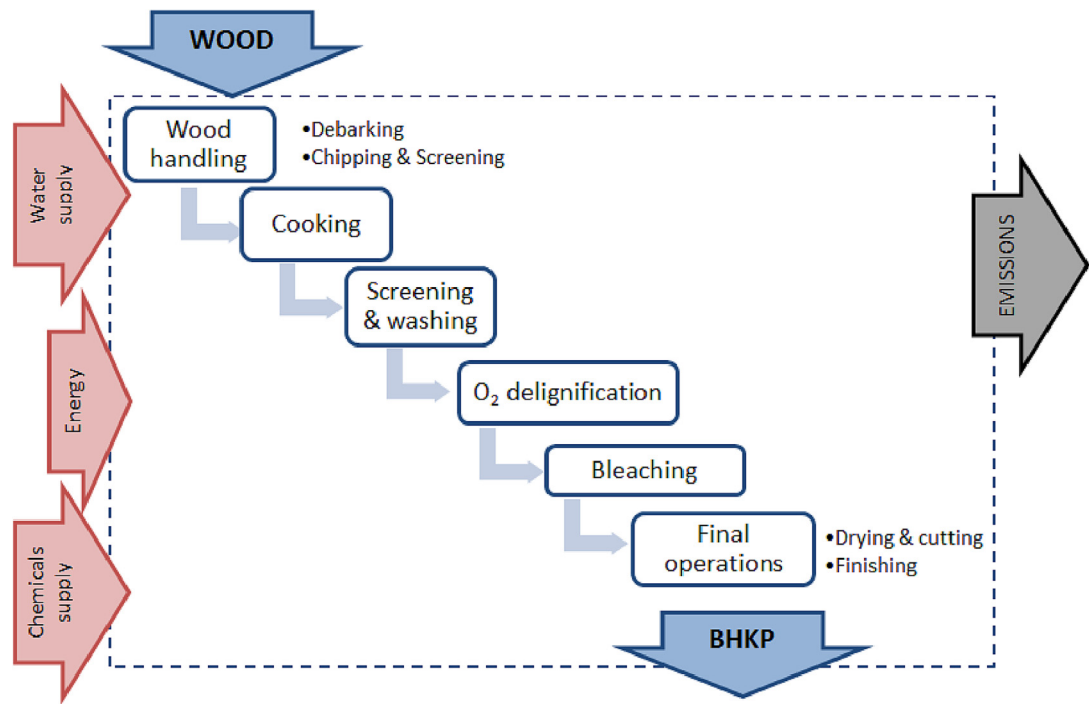 WOOD
Wood
handling
•Debarking
•Chipping & Screening
Water
supply
Cooking
EMISSIONS
Screening
& washing
Energy
O₂ delignification
Bleaching
Chemicals
supply
Final
operations
•Drying & cutting
•Finishing
BHKP